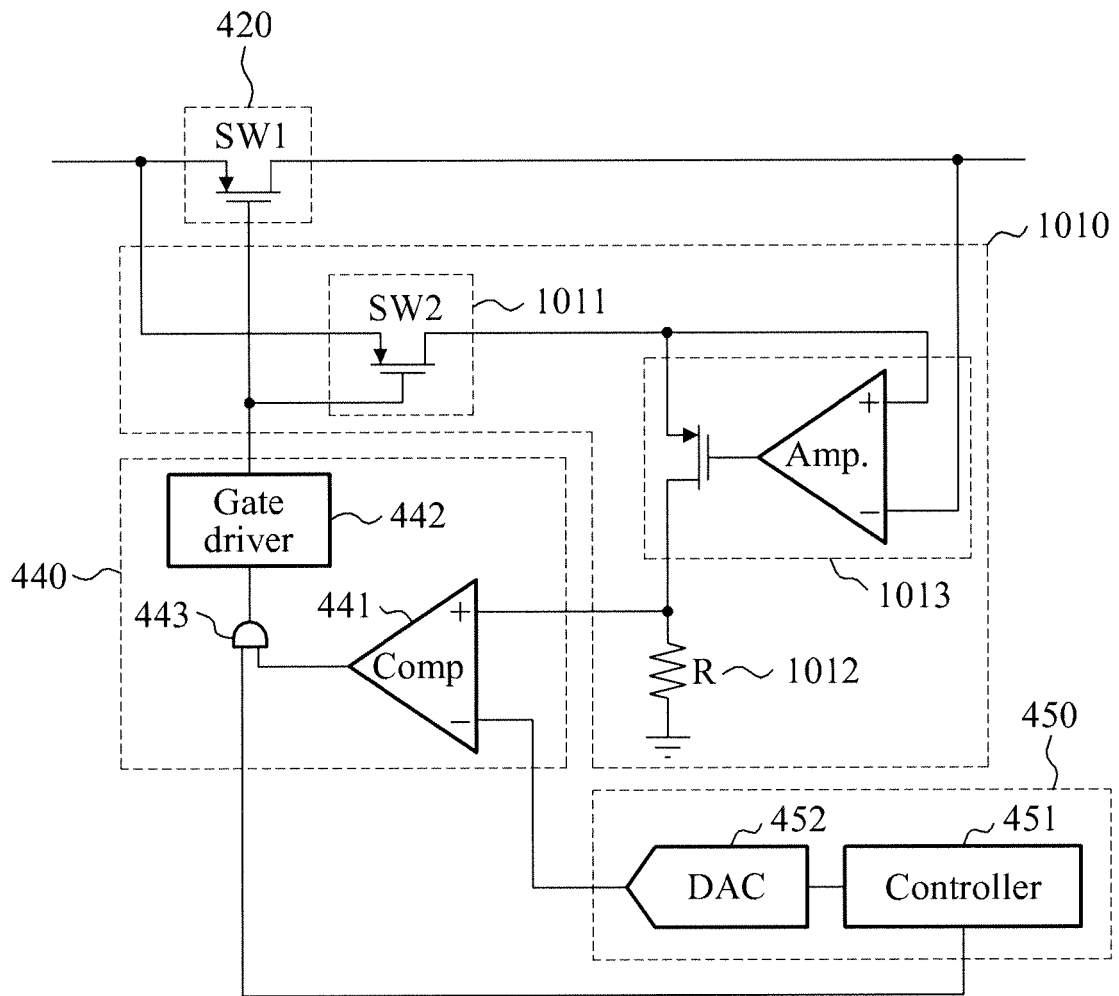 420
SW1
1010
SW2
1011
+
Amp.
−
Gate
driver
442
440
1013
443
441
+
Comp
−
R
1012
450
452
451
DAC
Controller